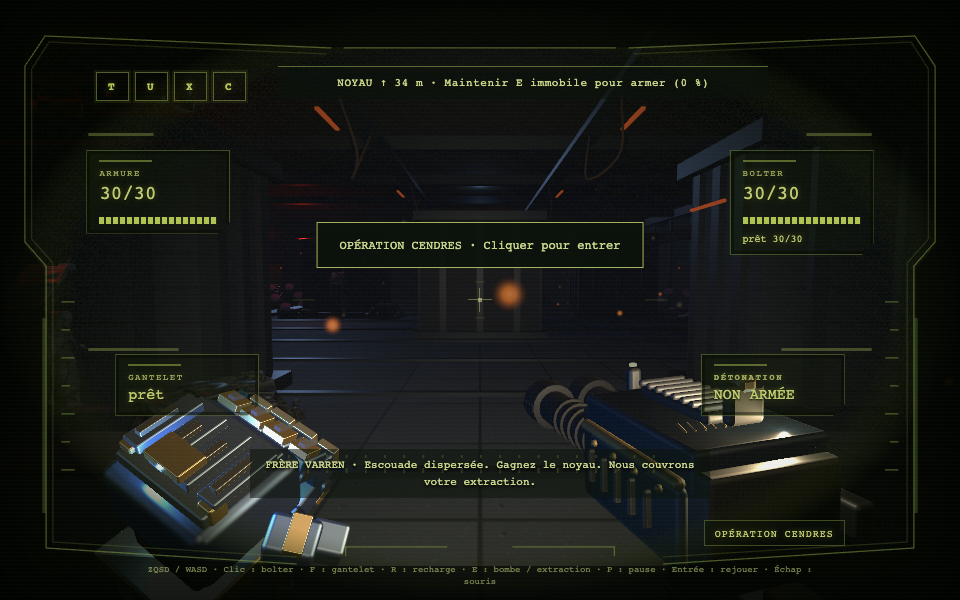 T U X C
NOYAU ↑ 34 m · Maintenir E immobile pour armer (0 %)
ARMURE
30/30
BOLTER
30/30
prêt 30/30
OPÉRATION CENDRES · Cliquer pour entrer
GANTELET
prêt
DÉTONATION
NON ARMÉE
FRÈRE VARREN · Escouade dispersée. Gagnez le noyau. Nous couvrons
votre extraction.
OPÉRATION CENDRES
ZQSD / WASD · Clic : bolter · F : gantelet · R : recharge · E : bombe / extraction · P : pause · Entrée : rejouer · Échap :
souris